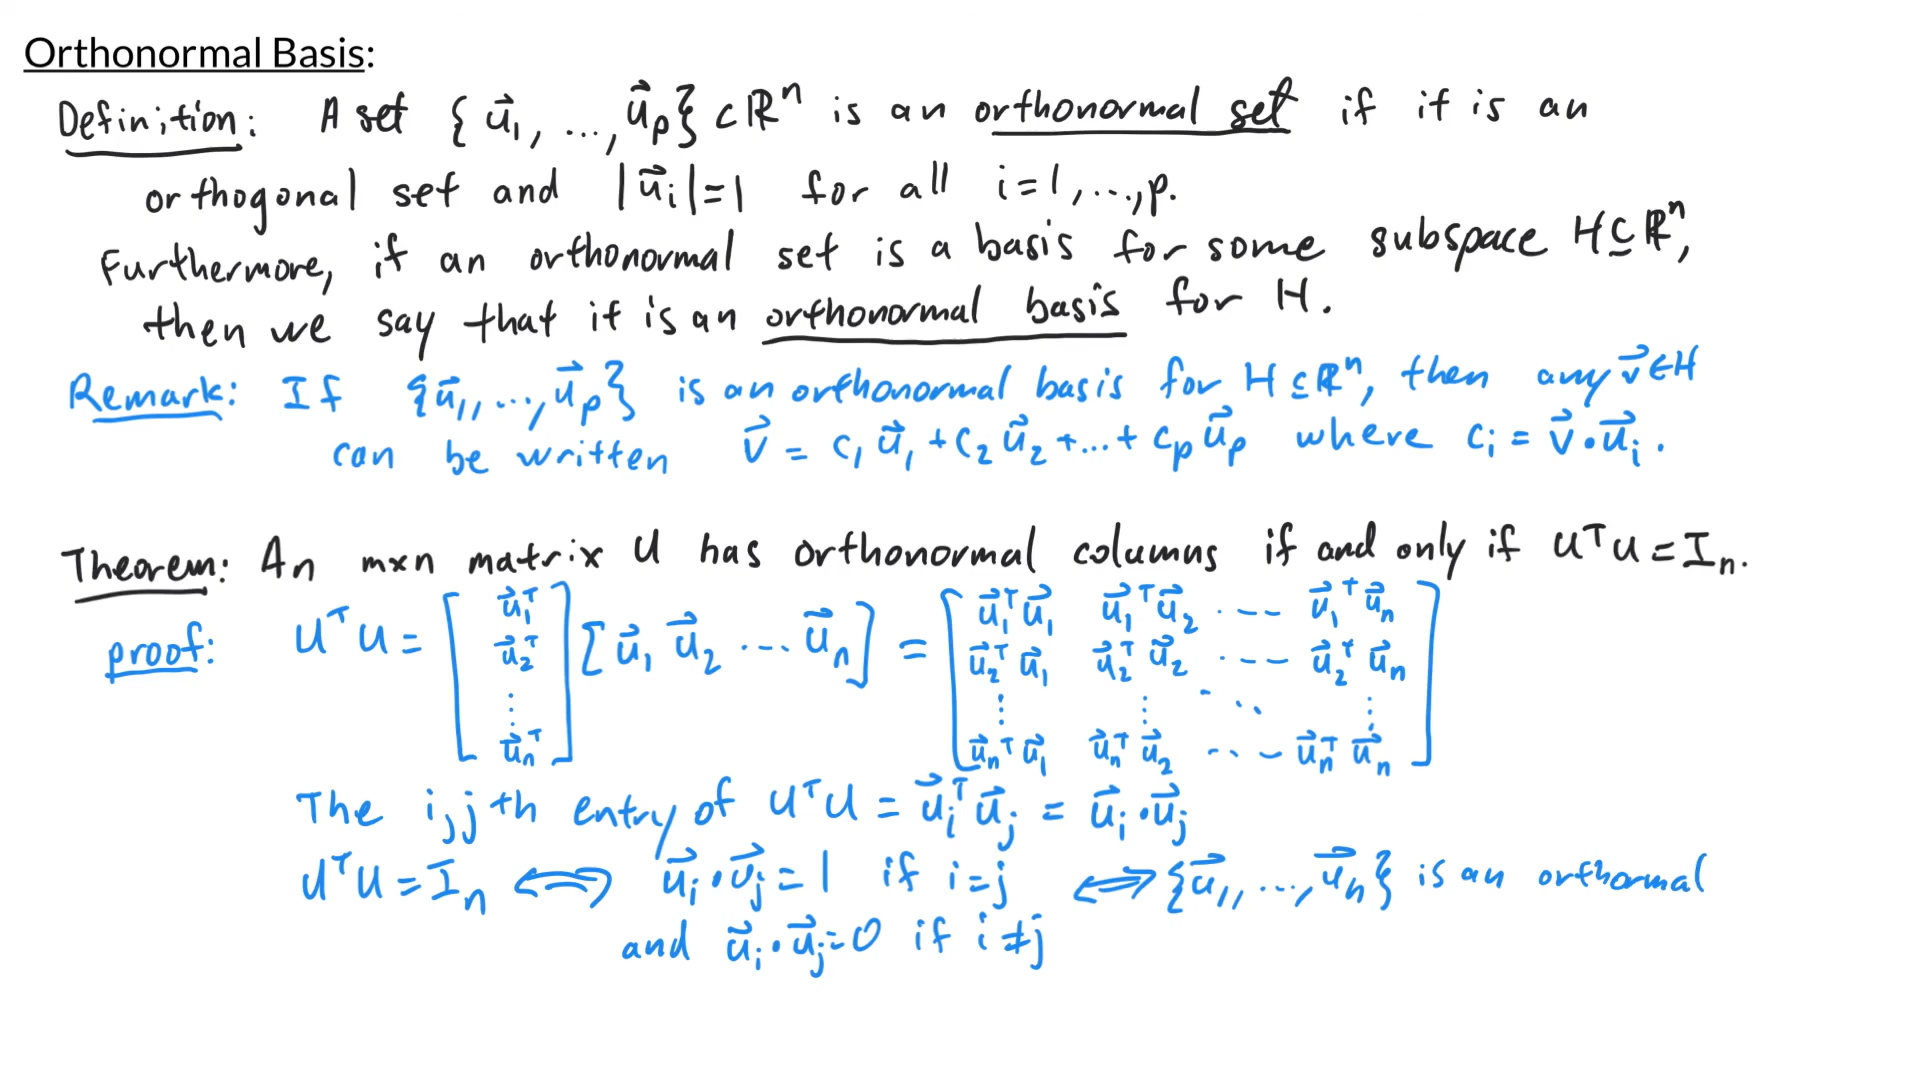 Orthonormal Basis:
Definition: A set {u⃗₁, ..., u⃗ₚ} ⊂ ℝⁿ is an orthonormal set if it is an
orthogonal set and |u⃗ᵢ|=1 for all i=1,...,p.
Furthermore, if an orthonormal set is a basis for some subspace H⊆ℝⁿ,
then we say that it is an orthonormal basis for H.
Remark: If {u⃗₁, ..., u⃗ₚ} is an orthonormal basis for H⊆ℝⁿ, then any v⃗∈H
can be written v⃗ = c₁u⃗₁ + c₂u⃗₂ + ... + cₚu⃗ₚ where cᵢ = v⃗•u⃗ᵢ.
Theorem: An m×n matrix U has orthonormal columns if and only if UᵀU = Iₙ.
proof: UᵀU = [u⃗₁ᵀ u⃗₂ᵀ ⋮ u⃗ₙᵀ] [u⃗₁ u⃗₂ ... u⃗ₙ] = [u⃗₁ᵀu⃗₁ u⃗₁ᵀu⃗₂ ... u⃗₁ᵀu⃗ₙ
u⃗₂ᵀu⃗₁ u⃗₂ᵀu⃗₂ ... u⃗₂ᵀu⃗ₙ
⋮ ⋮ ⋱ ⋮
u⃗ₙᵀu⃗₁ u⃗ₙᵀu⃗₂ ... u⃗ₙᵀu⃗ₙ]
The i,jth entry of UᵀU = u⃗ᵢᵀu⃗ⱼ = u⃗ᵢ•u⃗ⱼ
UᵀU = Iₙ ⟺ u⃗ᵢ•u⃗ⱼ = 1 if i=j ⟺ {u⃗₁, ..., u⃗ₙ} is an orthormal
and u⃗ᵢ•u⃗ⱼ=0 if i≠j